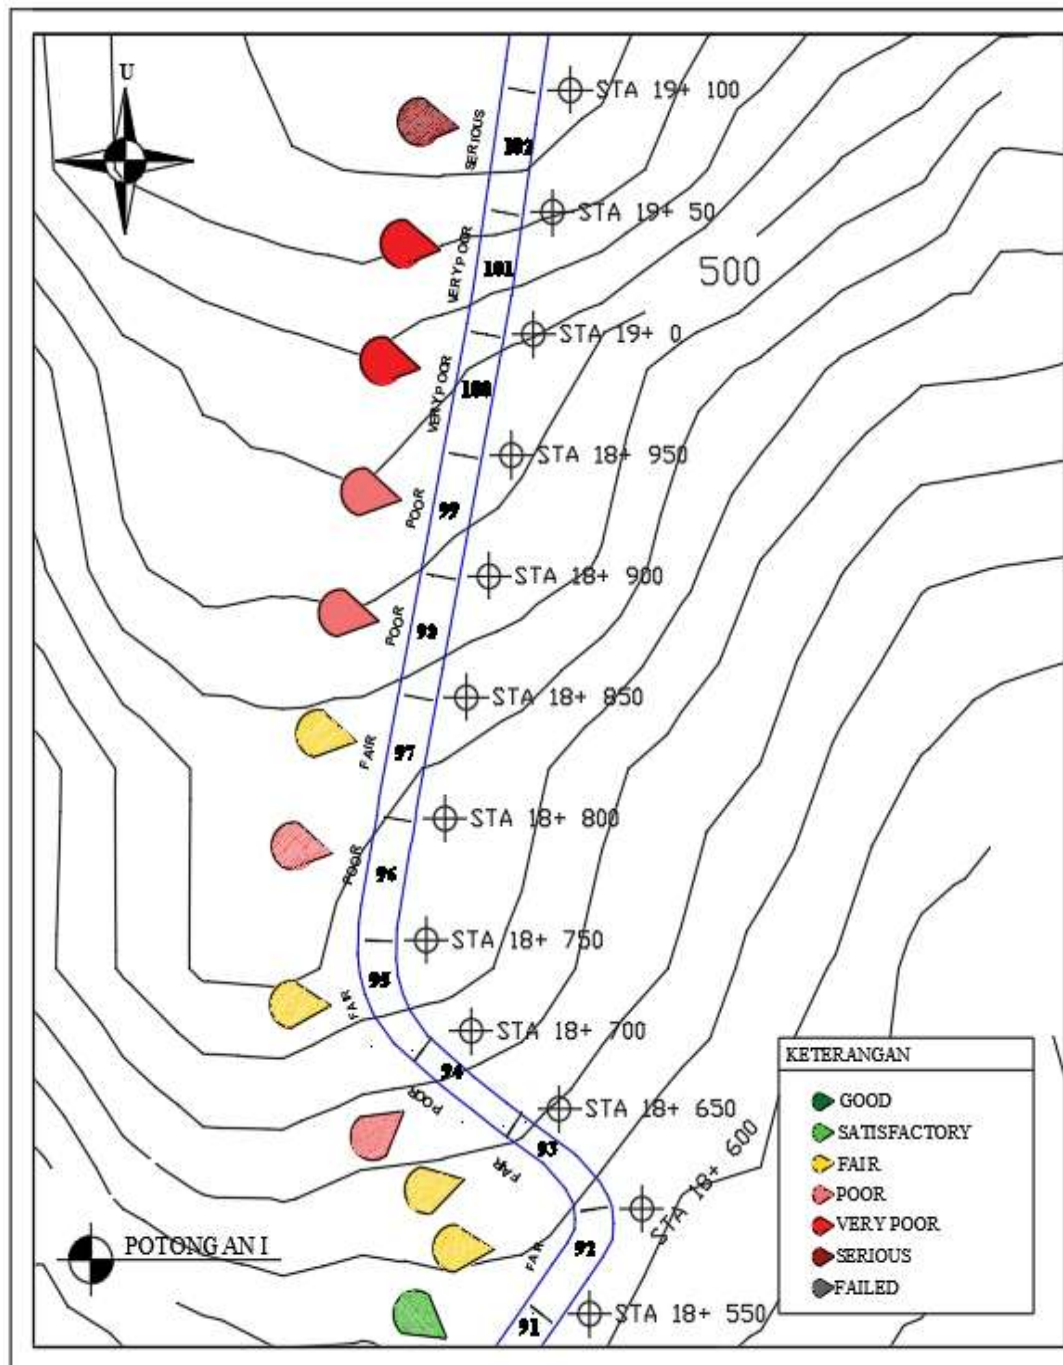 U
STA 19+ 100
SERIOUS
102
STA 19+ 50
VERY POOR
101
500
STA 19+ 0
VERY POOR
100
STA 18+ 950
POOR
99
STA 18+ 900
POOR
STA 18+ 850
FAIR
97
STA 18+ 800
POOR
96
STA 18+ 750
95
FAIR
STA 18+ 700
94
POOR
STA 18+ 650
93
FAIR
STA 18+ 600
92
FAIR
STA 18+ 550
91
POTONGAN I
KETERANGAN
GOOD
SATISFACTORY
FAIR
POOR
VERY POOR
SERIOUS
FAILED